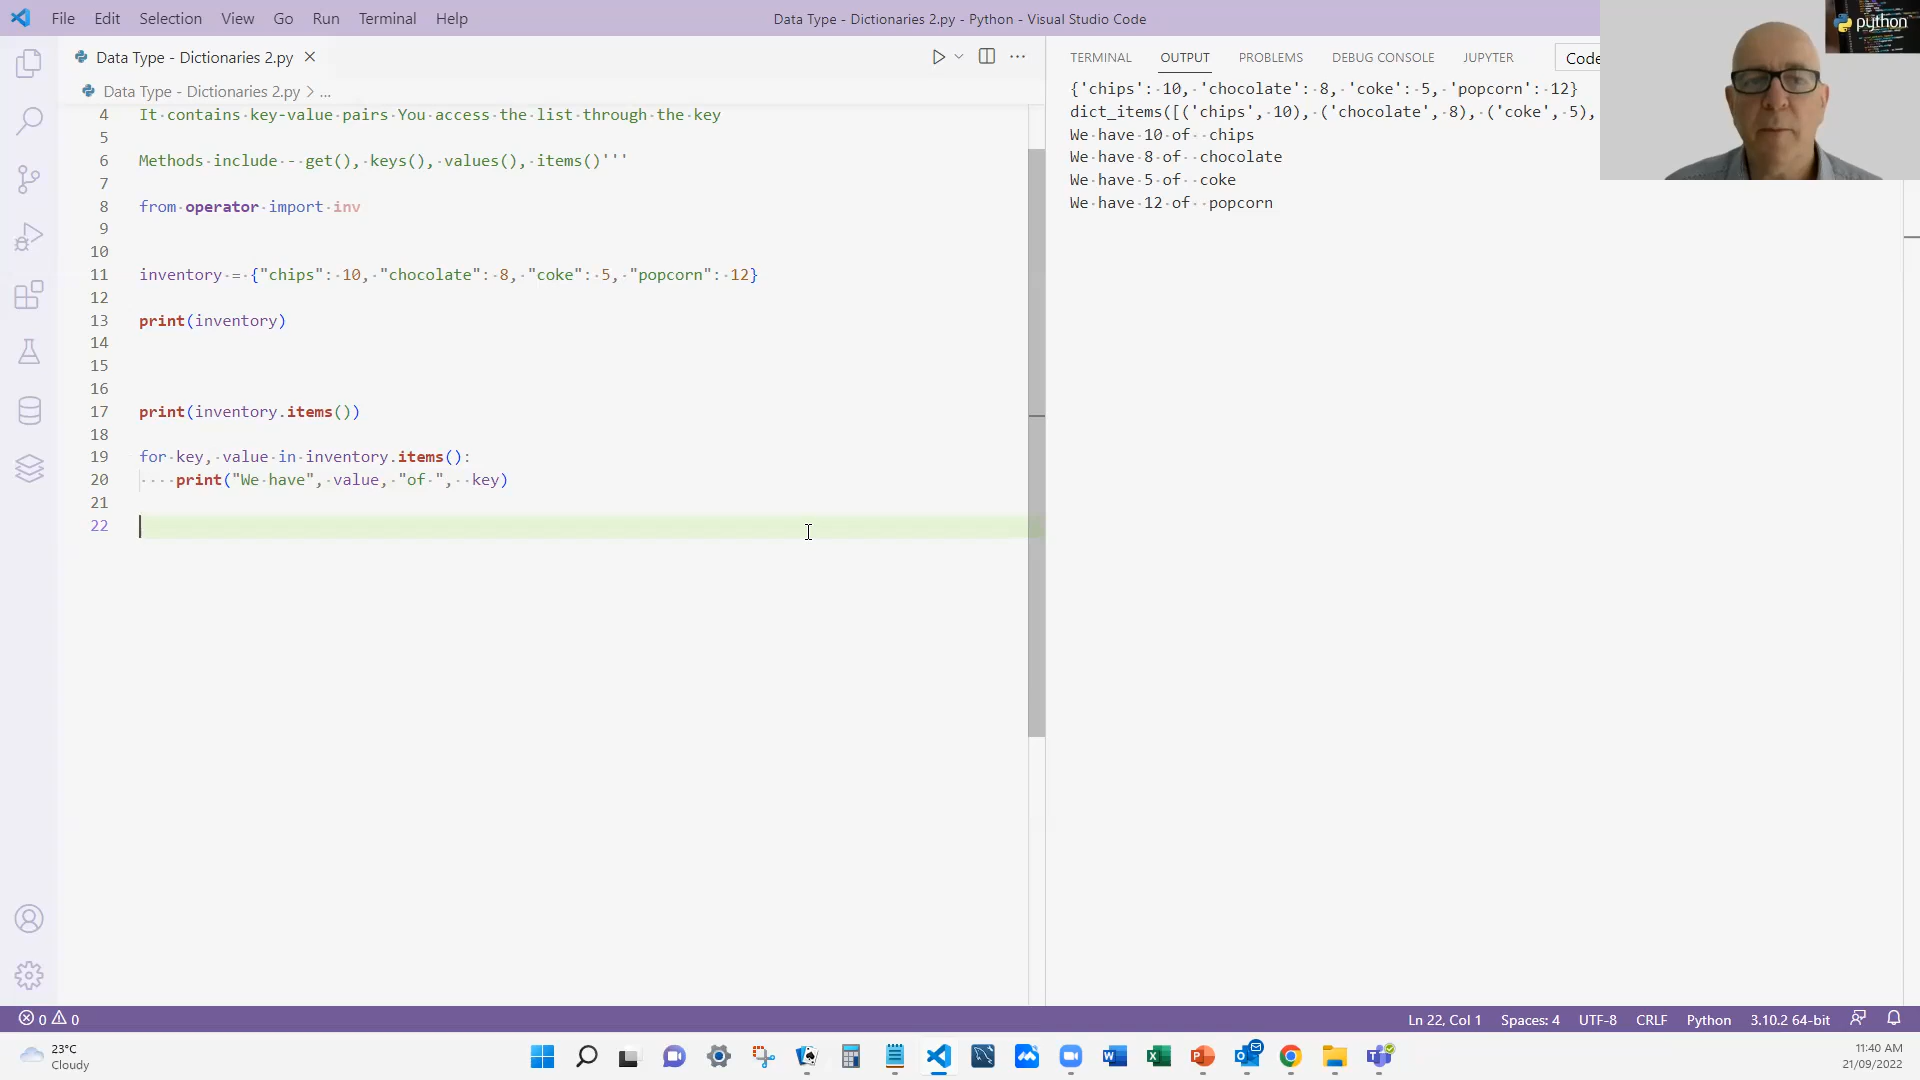 File Edit Selection View Go Run Terminal Help
Data Type - Dictionaries 2.py - Python - Visual Studio Code
python
Data Type - Dictionaries 2.py
Data Type - Dictionaries 2.py > ...
4 It contains key-value pairs You access the list through the key
5
6 Methods include - get(), keys(), values(), items()'''
7
8 from operator import inv
9
10
11 inventory = {"chips": 10, "chocolate": 8, "coke": 5, "popcorn": 12}
12
13 print(inventory)
14
15
16
17 print(inventory.items())
18
19 for key, value in inventory.items():
20 print("We have", value, "of ", key)
21
22
TERMINAL OUTPUT PROBLEMS DEBUG CONSOLE JUPYTER Code
{'chips': 10, 'chocolate': 8, 'coke': 5, 'popcorn': 12}
dict_items([('chips', 10), ('chocolate', 8), ('coke', 5),
We have 10 of  chips
We have 8 of  chocolate
We have 5 of  coke
We have 12 of  popcorn
0 0
Ln 22, Col 1 Spaces: 4 UTF-8 CRLF Python 3.10.2 64-bit
23°C
Cloudy
11:40 AM
21/09/2022